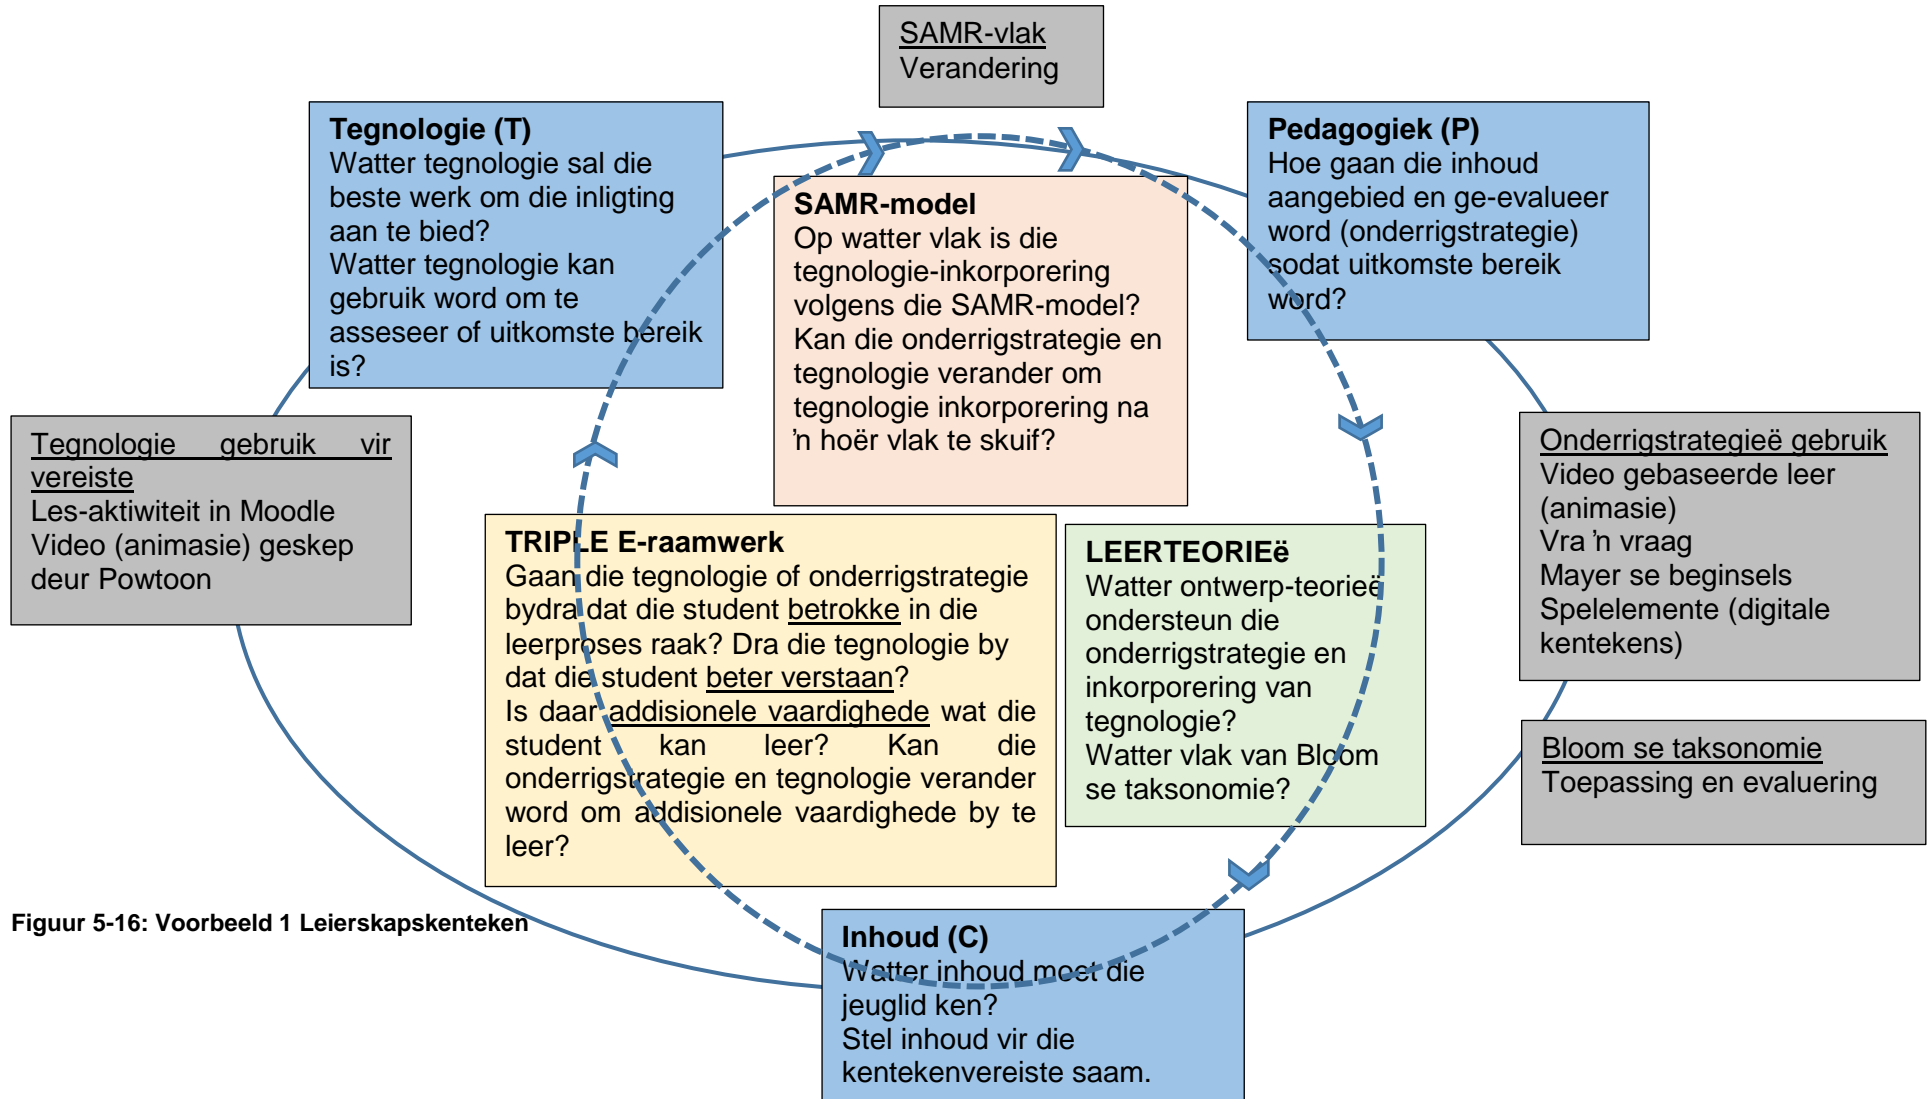 SAMR-vlak
Verandering
Tegnologie (T)
Watter tegnologie sal die
beste werk om die inligting
aan te bied?
Watter tegnologie kan
gebruik word om te
asseseer of uitkomste bereik
is?
Pedagogiek (P)
Hoe gaan die inhoud
aangebied en ge-evalueer
word (onderrigstrategie)
sodat uitkomste bereik
word?
SAMR-model
Op watter vlak is die
tegnologie-inkorporering
volgens die SAMR-model?
Kan die onderrigstrategie en
tegnologie verander om
tegnologie inkorporering na
'n hoër vlak te skuif?
Tegnologie gebruik vir
vereiste
Les-aktiwiteit in Moodle
Video (animasie) geskep
deur Powtoon
Onderrigstrategieë gebruik
Video gebaseerde leer
(animasie)
Vra 'n vraag
Mayer se beginsels
Spelelemente (digitale
kentekens)
TRIPLE E-raamwerk
Gaan die tegnologie of onderrigstrategie
bydra dat die student betrokke in die
leerproses raak? Dra die tegnologie by
dat die student beter verstaan?
Is daar addisionele vaardighede wat die
student kan leer? Kan die
onderrigstrategie en tegnologie verander
word om addisionele vaardighede by te
leer?
LEERTEORIEë
Watter ontwerp-teorieë
ondersteun die
onderrigstrategie en
inkorporering van
tegnologie?
Watter vlak van Bloom
se taksonomie?
Bloom se taksonomie
Toepassing en evaluering
Figuur 5-16: Voorbeeld 1 Leierskapskenteken
Inhoud (C)
Watter inhoud moet die
jeuglid ken?
Stel inhoud vir die
kentekenvereiste saam.